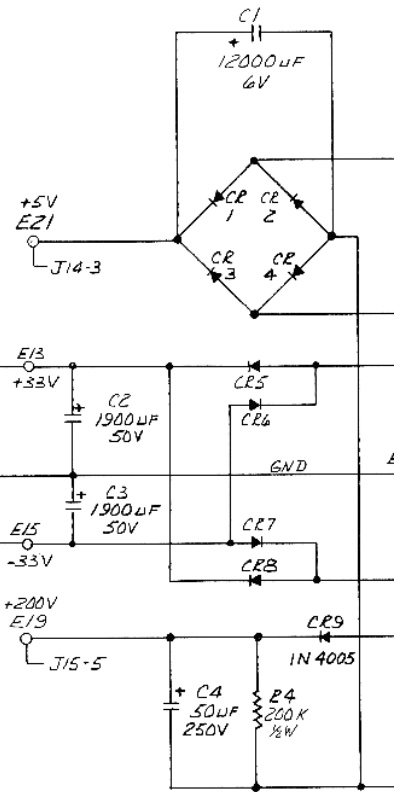 C1
+
12000uF
6V
+5V
E21
CR
1
CR
2
CR
3
CR
4
J14-3
E13
+33V
CR5
+
C2
1900uF
50V
CR6
GND
+
C3
1900uF
50V
E15
-33V
CR7
CR8
+200V
E19
CR9
J15-5
1N4005
+
C4
50uF
250V
R4
200K
½W